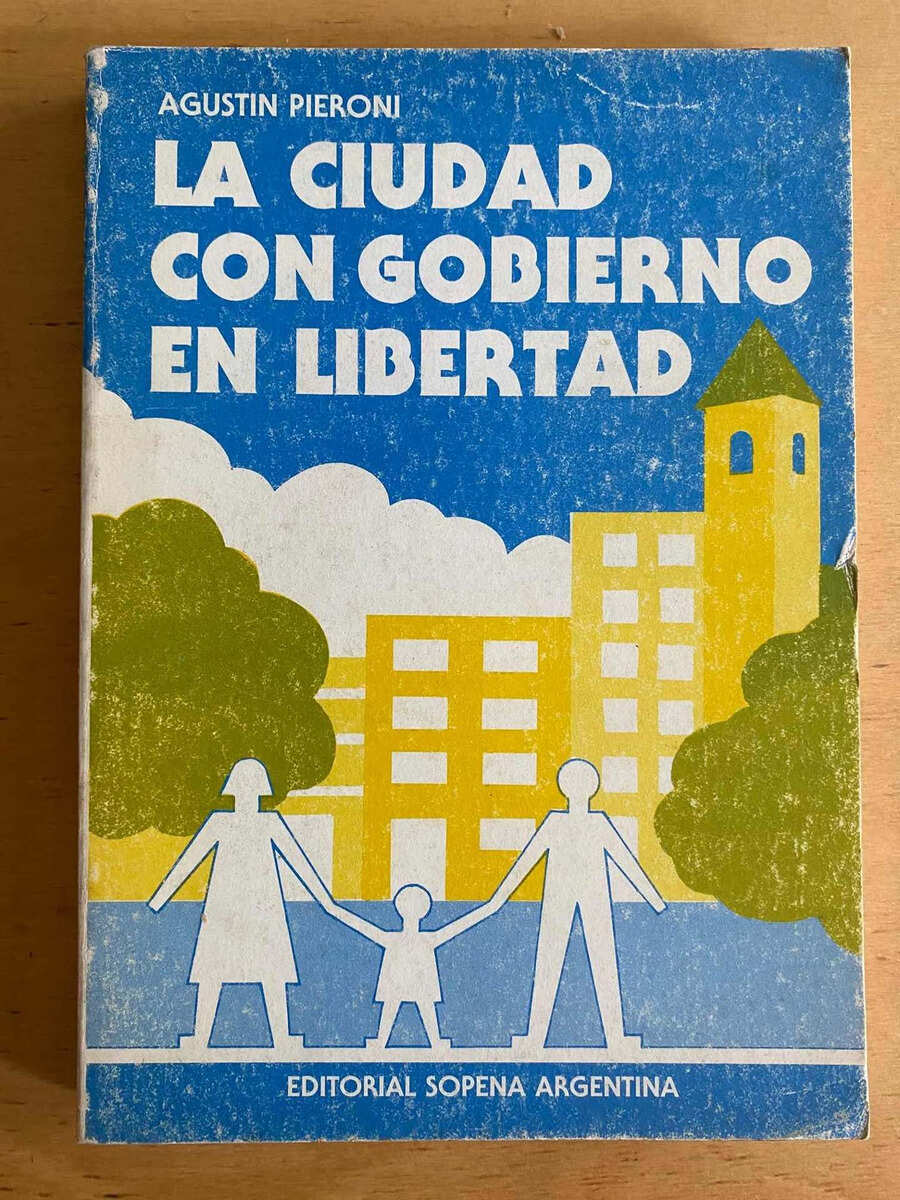 AGUSTIN PIERONI
LA CIUDAD
CON GOBIERNO
EN LIBERTAD
EDITORIAL SOPENA ARGENTINA